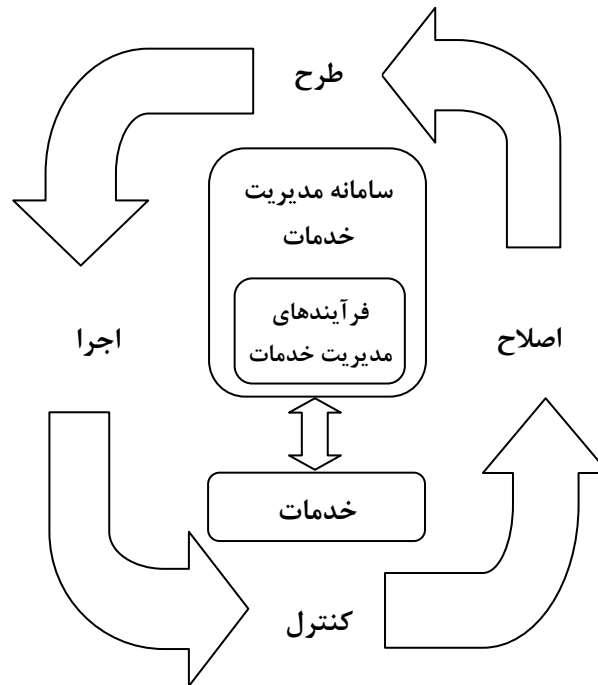 طرح
سامانه مدیریت
خدمات
فرآیندهای
مدیریت خدمات
اصلاح
اجرا
خدمات
کنترل